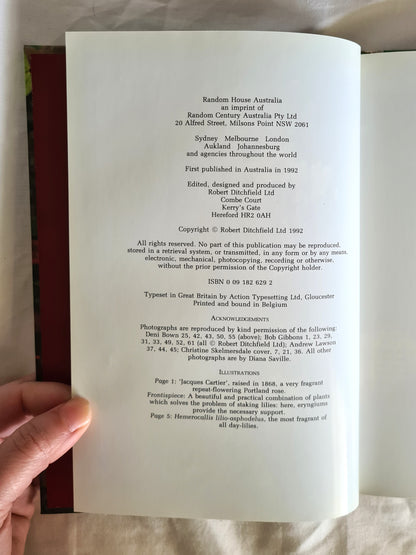 Random House Australia
an imprint of
Random Century Australia Pty Ltd
20 Alfred Street, Milsons Point NSW 2061
Sydney Melbourne London
Aukland Johannesburg
and agencies throughout the world
First published in Australia in 1992
Edited, designed and produced by
Robert Ditchfield Ltd
Combe Court
Kerry's Gate
Hereford HR2 0AH
Copyright © Robert Ditchfield Ltd 1992
All rights reserved. No part of this publication may be reproduced,
stored in a retrieval system, or transmitted, in any form or by any means,
electronic, mechanical, photocopying, recording or otherwise,
without the prior permission of the Copyright holder.
ISBN 0 09 182 629 2
Typeset in Great Britain by Action Typesetting Ltd, Gloucester
Printed and bound in Belgium
ACKNOWLEDGEMENTS
Photographs are reproduced by kind permission of the following:
Deni Bown 25, 42, 43, 50, 55 (above); Bob Gibbons 1, 23, 29,
31, 33, 49, 52, 61 (all © Robert Ditchfield Ltd); Andrew Lawson
37, 44, 45; Christine Skelmersdale cover, 7, 21, 36. All other
photographs are by Diana Saville.
ILLUSTRATIONS
Page 1: 'Jacques Cartier', raised in 1868, a very fragrant
repeat-flowering Portland rose.
Frontispiece: A beautiful and practical combination of plants
which solves the problem of staking lilies: here, eryngiums
provide the necessary support.
Page 5: Hemerocallis lilio-asphodelus, the most fragrant of
all day-lilies.